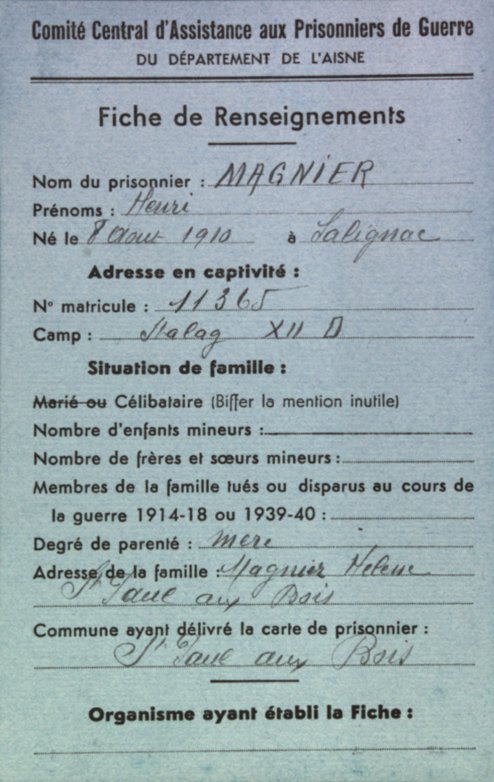 Comité Central d'Assistance aux Prisonniers de Guerre
DU DÉPARTEMENT DE L'AISNE
Fiche de Renseignements
Nom du prisonnier : MAGNIER
Prénoms : Henri
Né le 8 Aout 1910 à Salignac
Adresse en captivité :
N° matricule : 11365
Camp : Stalag XII D
Situation de famille :
Marié ou Célibataire (Biffer la mention inutile)
Nombre d'enfants mineurs :
Nombre de frères et sœurs mineurs :
Membres de la famille tués ou disparus au cours de
la guerre 1914-18 ou 1939-40 :
Degré de parenté : mere
Adresse de la famille : Magnier Helene
St Paul aux Bois
Commune ayant délivré la carte de prisonnier :
St Paul aux Bois
Organisme ayant établi la Fiche :